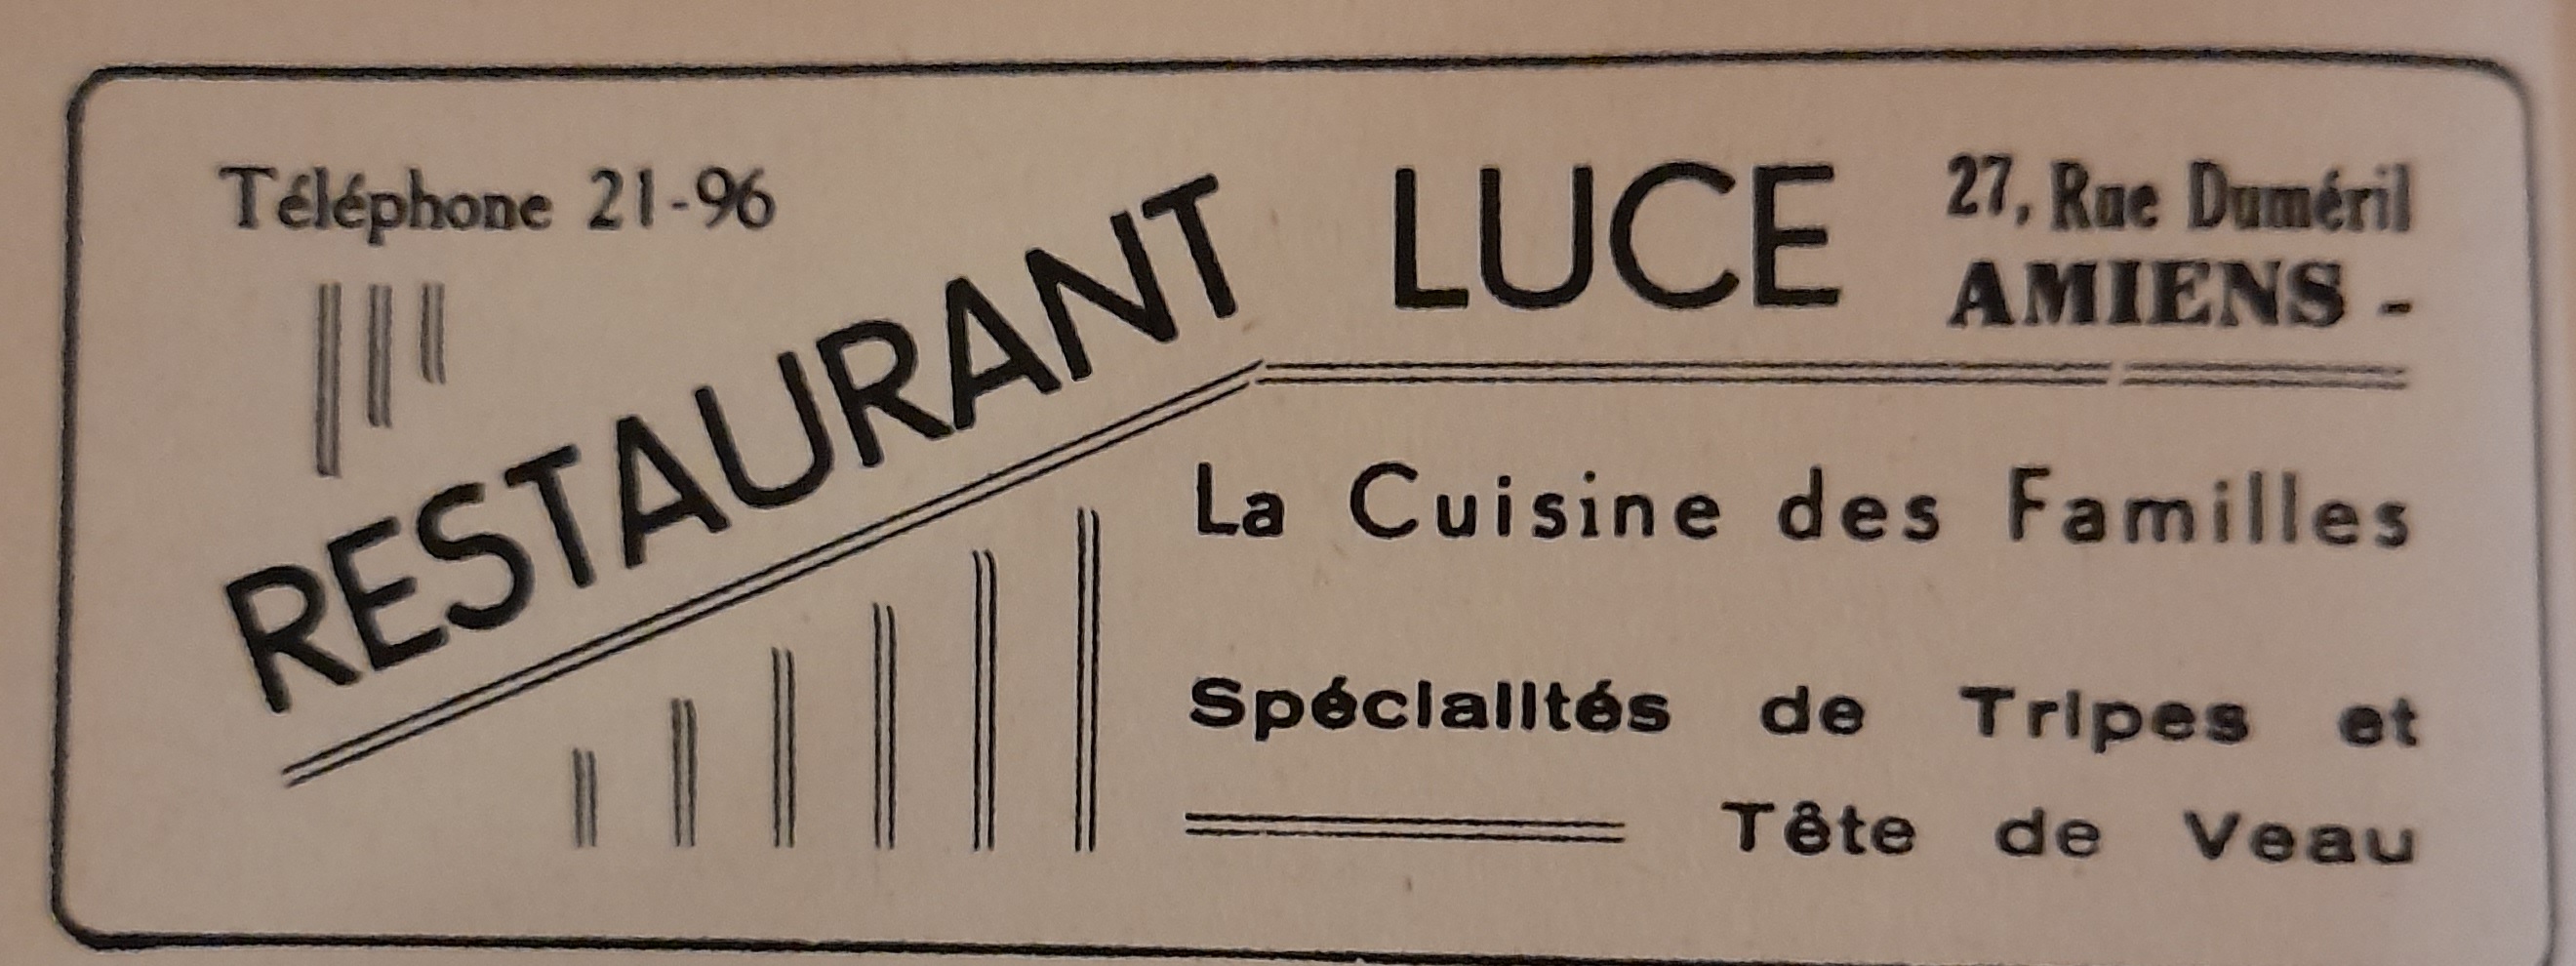 Téléphone 21-96
RESTAURANT LUCE
27, Rue Duméril
AMIENS -
La Cuisine des Familles
Spécialités de Tripes et
Tête de Veau